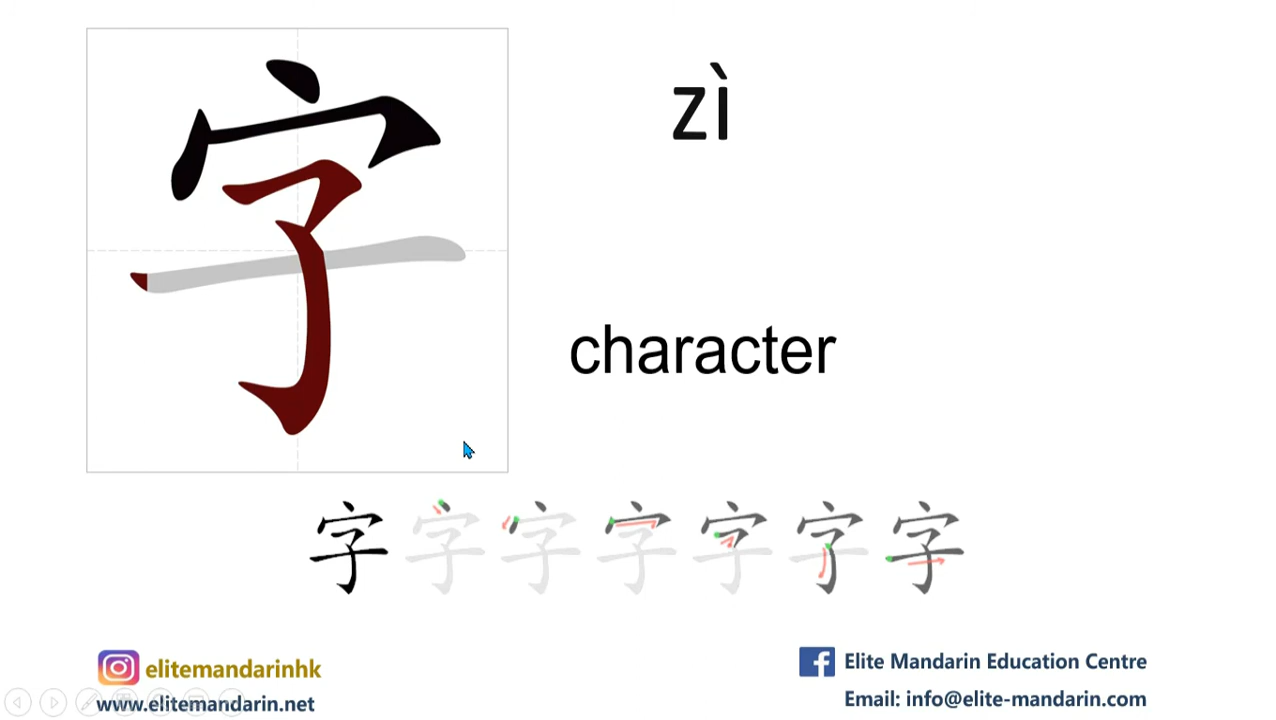 字
zì
character
字 字 字 字 字 字 字
elitemandarinhk
www.elitemandarin.net
Elite Mandarin Education Centre
Email: info@elite-mandarin.com